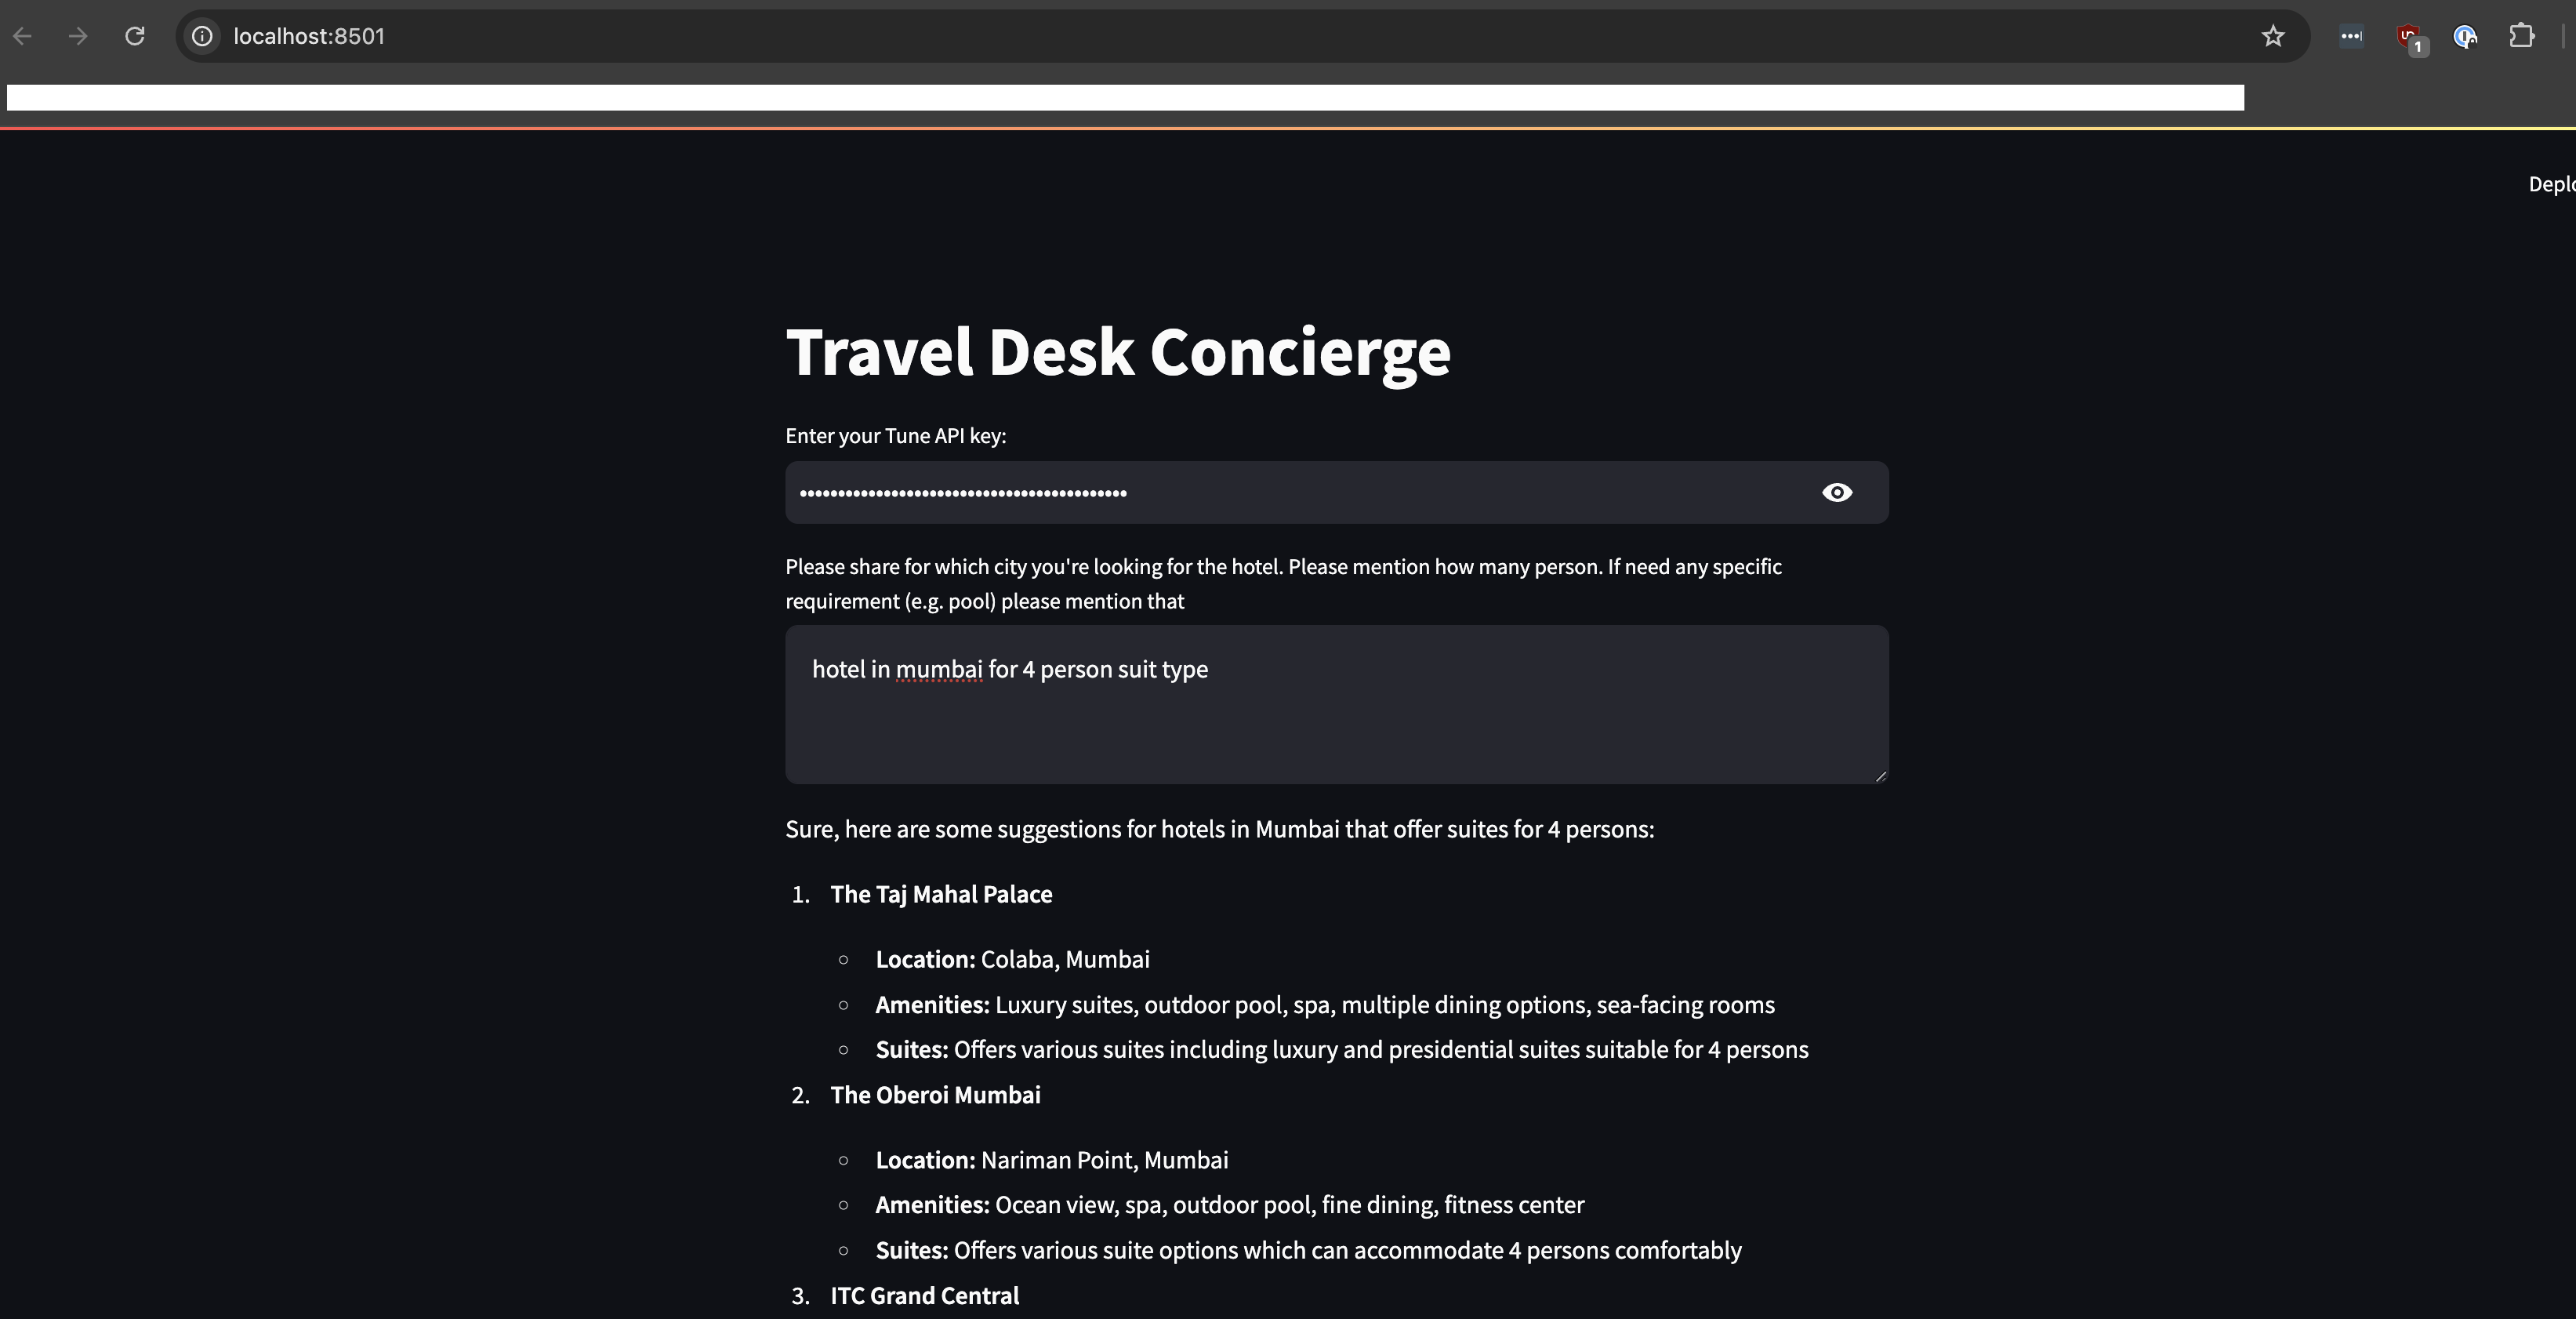 localhost:8501
1
Deplo
Travel Desk Concierge
Enter your Tune API key:
Please share for which city you're looking for the hotel. Please mention how many person. If need any specific
requirement (e.g. pool) please mention that
hotel in mumbai for 4 person suit type
Sure, here are some suggestions for hotels in Mumbai that offer suites for 4 persons:
1. The Taj Mahal Palace
Location: Colaba, Mumbai
Amenities: Luxury suites, outdoor pool, spa, multiple dining options, sea-facing rooms
Suites: Offers various suites including luxury and presidential suites suitable for 4 persons
2. The Oberoi Mumbai
Location: Nariman Point, Mumbai
Amenities: Ocean view, spa, outdoor pool, fine dining, fitness center
Suites: Offers various suite options which can accommodate 4 persons comfortably
3. ITC Grand Central